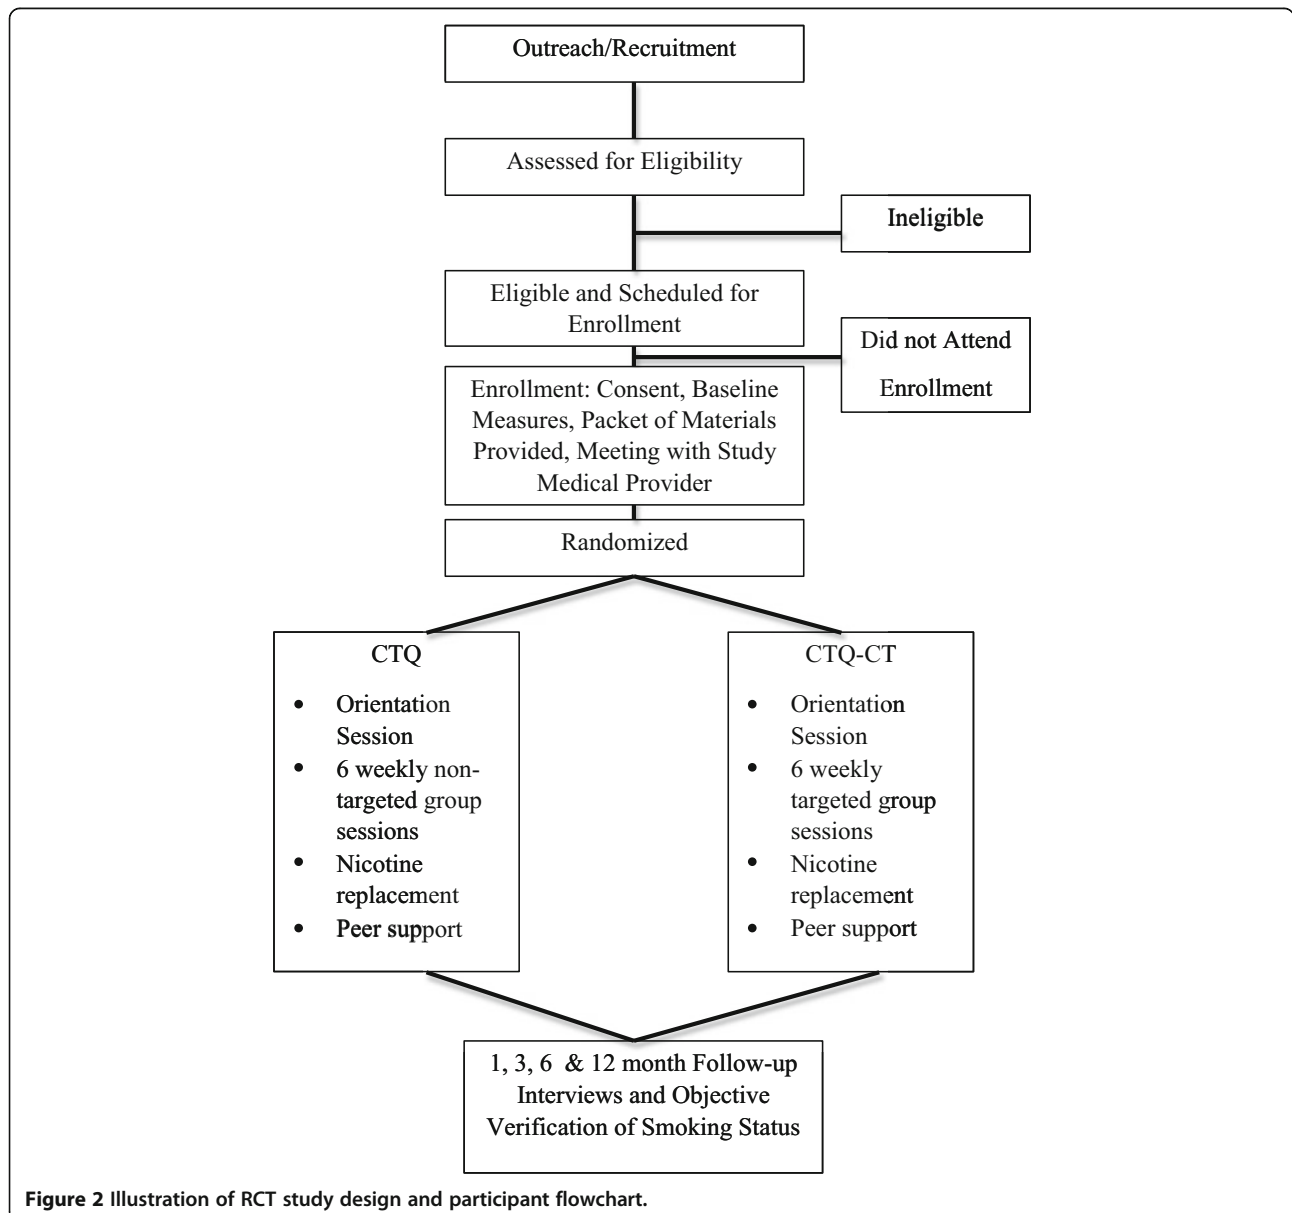 Outreach/Recruitment
Assessed for Eligibility
Ineligible
Eligible and Scheduled for
Enrollment
Did not Attend
Enrollment
Enrollment: Consent, Baseline
Measures, Packet of Materials
Provided, Meeting with Study
Medical Provider
Randomized
CTQ
• Orientation
Session
• 6 weekly non-
targeted group
sessions
• Nicotine
replacement
• Peer support
CTQ-CT
• Orientation
Session
• 6 weekly
targeted group
sessions
• Nicotine
replacement
• Peer support
1, 3, 6 & 12 month Follow-up
Interviews and Objective
Verification of Smoking Status
Figure 2 Illustration of RCT study design and participant flowchart.